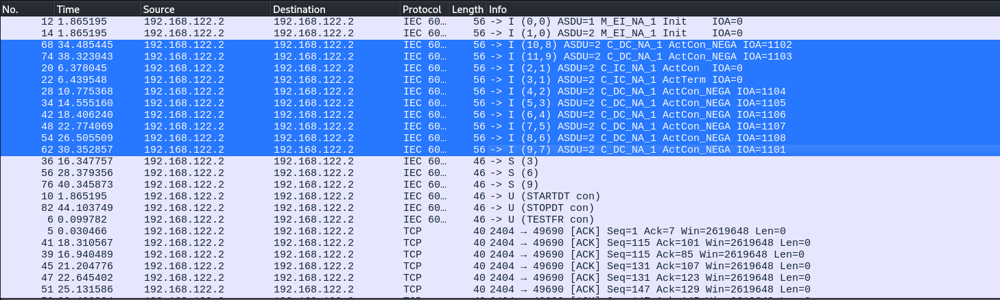 No. Time Source Destination Protocol Length Info
12 1.865195 192.168.122.2 192.168.122.2 IEC 60… 56 -> I (0,0) ASDU=1 M_EI_NA_1 Init IOA=0
14 1.865195 192.168.122.2 192.168.122.2 IEC 60… 56 -> I (1,0) ASDU=2 M_EI_NA_1 Init IOA=0
68 34.485445 192.168.122.2 192.168.122.2 IEC 60… 56 -> I (10,8) ASDU=2 C_DC_NA_1 ActCon_NEGA IOA=1102
74 38.323043 192.168.122.2 192.168.122.2 IEC 60… 56 -> I (11,9) ASDU=2 C_DC_NA_1 ActCon_NEGA IOA=1103
20 6.378045 192.168.122.2 192.168.122.2 IEC 60… 56 -> I (2,1) ASDU=2 C_IC_NA_1 ActCon IOA=0
22 6.439548 192.168.122.2 192.168.122.2 IEC 60… 56 -> I (3,1) ASDU=2 C_IC_NA_1 ActTerm IOA=0
28 10.775368 192.168.122.2 192.168.122.2 IEC 60… 56 -> I (4,2) ASDU=2 C_DC_NA_1 ActCon_NEGA IOA=1104
34 14.555160 192.168.122.2 192.168.122.2 IEC 60… 56 -> I (5,3) ASDU=2 C_DC_NA_1 ActCon_NEGA IOA=1105
42 18.406240 192.168.122.2 192.168.122.2 IEC 60… 56 -> I (6,4) ASDU=2 C_DC_NA_1 ActCon_NEGA IOA=1106
48 22.774069 192.168.122.2 192.168.122.2 IEC 60… 56 -> I (7,5) ASDU=2 C_DC_NA_1 ActCon_NEGA IOA=1107
54 26.505509 192.168.122.2 192.168.122.2 IEC 60… 56 -> I (8,6) ASDU=2 C_DC_NA_1 ActCon_NEGA IOA=1108
62 30.352857 192.168.122.2 192.168.122.2 IEC 60… 56 -> I (9,7) ASDU=2 C_DC_NA_1 ActCon_NEGA IOA=1101
36 16.347757 192.168.122.2 192.168.122.2 IEC 60… 46 -> S (3)
56 28.379356 192.168.122.2 192.168.122.2 IEC 60… 46 -> S (6)
76 40.345873 192.168.122.2 192.168.122.2 IEC 60… 46 -> S (9)
10 1.865195 192.168.122.2 192.168.122.2 IEC 60… 46 -> U (STARTDT con)
82 44.103749 192.168.122.2 192.168.122.2 IEC 60… 46 -> U (STOPDT con)
6 0.099782 192.168.122.2 192.168.122.2 IEC 60… 46 -> U (TESTFR con)
5 0.030466 192.168.122.2 192.168.122.2 TCP 40 2404 → 49690 [ACK] Seq=1 Ack=7 Win=2619648 Len=0
41 18.310567 192.168.122.2 192.168.122.2 TCP 40 2404 → 49690 [ACK] Seq=115 Ack=101 Win=2619648 Len=0
39 16.940489 192.168.122.2 192.168.122.2 TCP 40 2404 → 49690 [ACK] Seq=115 Ack=85 Win=2619648 Len=0
45 21.204776 192.168.122.2 192.168.122.2 TCP 40 2404 → 49690 [ACK] Seq=131 Ack=107 Win=2619648 Len=0
47 22.645402 192.168.122.2 192.168.122.2 TCP 40 2404 → 49690 [ACK] Seq=131 Ack=123 Win=2619648 Len=0
51 25.131586 192.168.122.2 192.168.122.2 TCP 40 2404 → 49690 [ACK] Seq=147 Ack=129 Win=2619648 Len=0